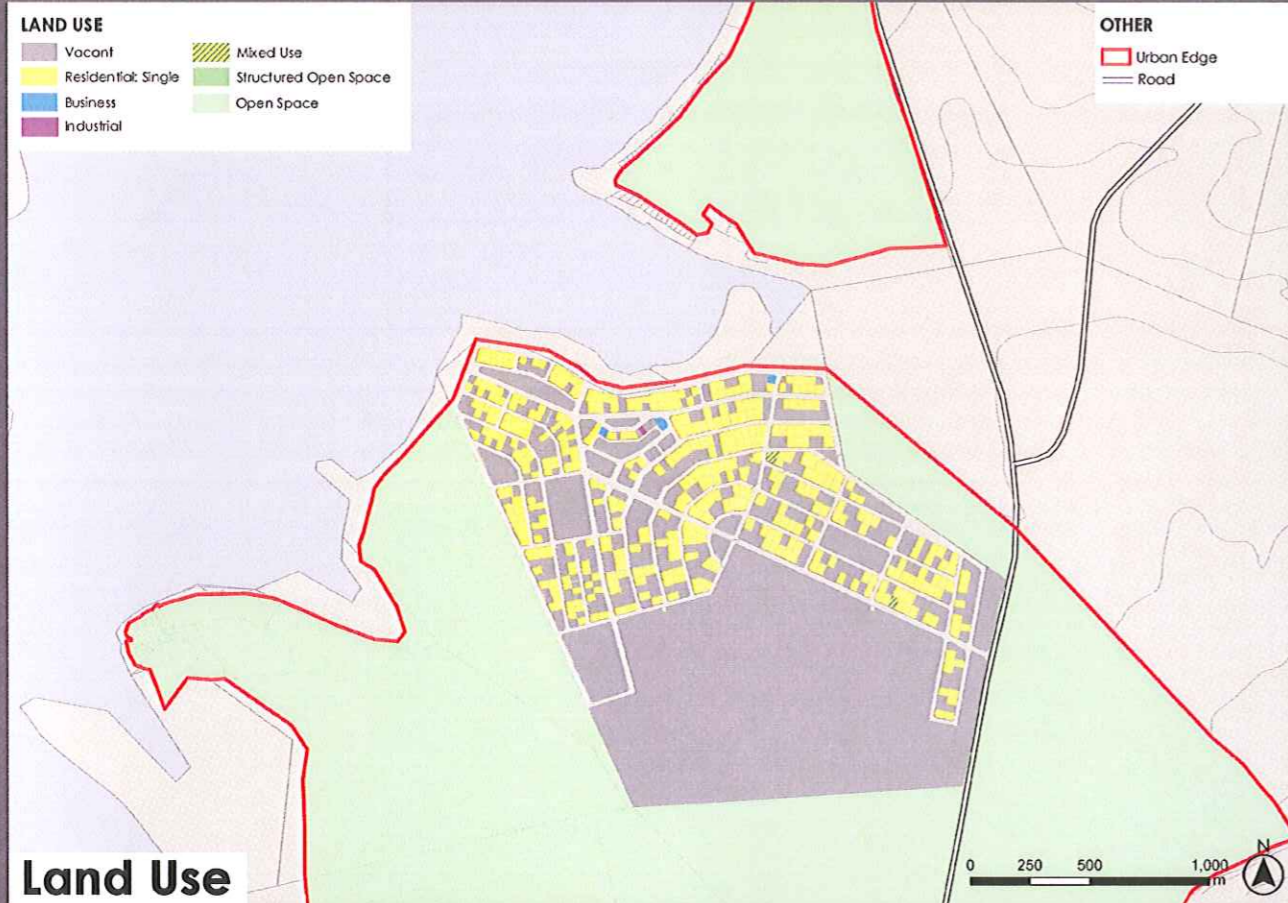 LAND USE
Vacant
Residential: Single
Business
Industrial
Mixed Use
Structured Open Space
Open Space
OTHER
Urban Edge
Road
Land Use
0 250 500 1,000
m
N